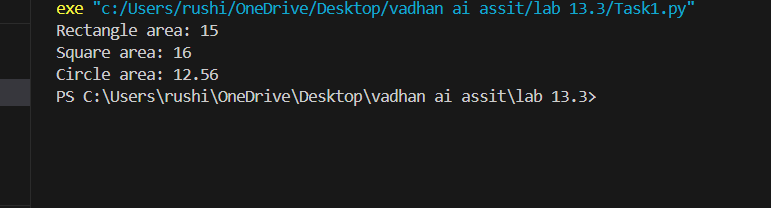 exe "c:/Users/rushi/OneDrive/Desktop/vadhan ai assit/lab 13.3/Task1.py"
Rectangle area: 15
Square area: 16
Circle area: 12.56
PS C:\Users\rushi\OneDrive\Desktop\vadhan ai assit\lab 13.3>